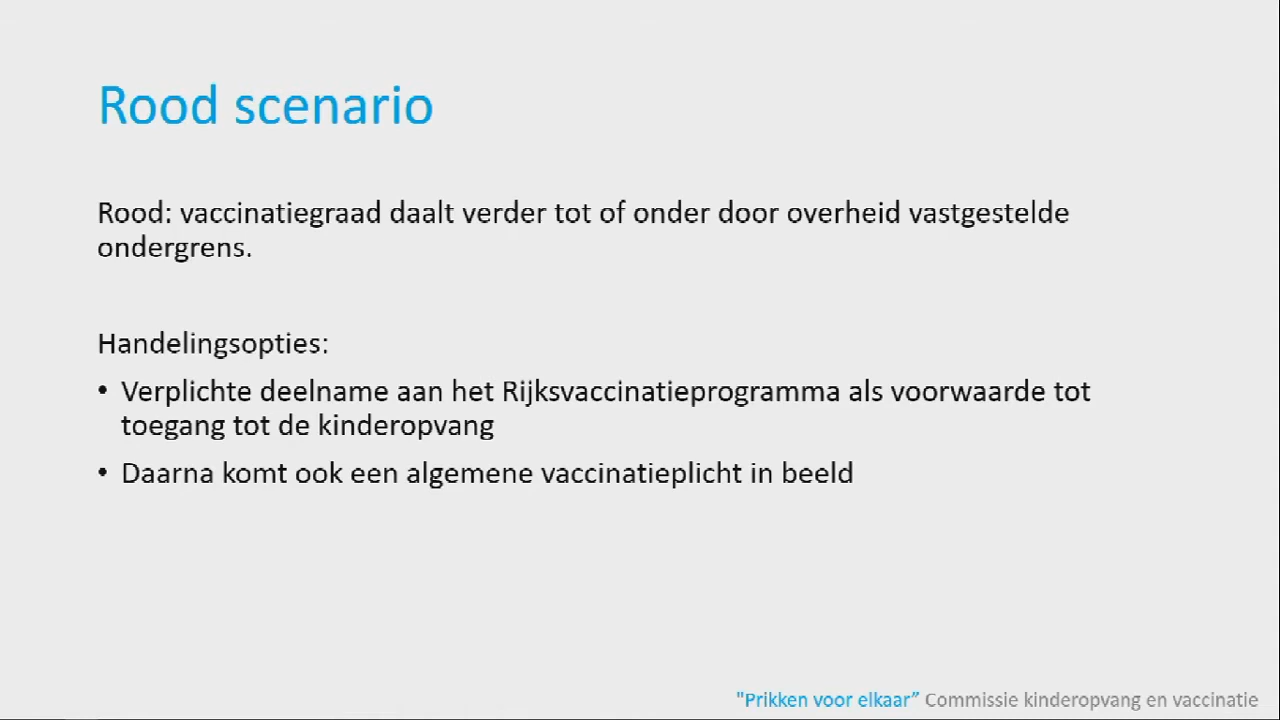 Rood scenario
Rood: vaccinatiegraad daalt verder tot of onder door overheid vastgestelde
ondergrens.
Handelingsopties:
• Verplichte deelname aan het Rijksvaccinatieprogramma als voorwaarde tot
toegang tot de kinderopvang
• Daarna komt ook een algemene vaccinatieplicht in beeld
"Prikken voor elkaar” Commissie kinderopvang en vaccinatie